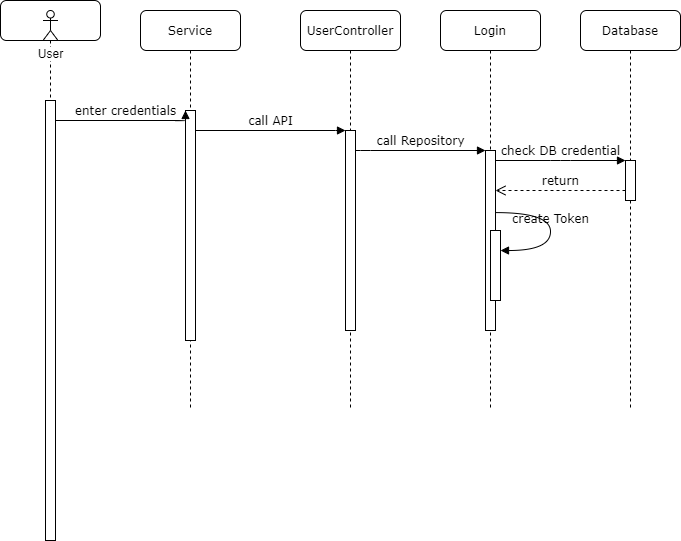 Service
UserController
Login
Database
User
enter credentials
call API
call Repository
check DB credential
return
create Token